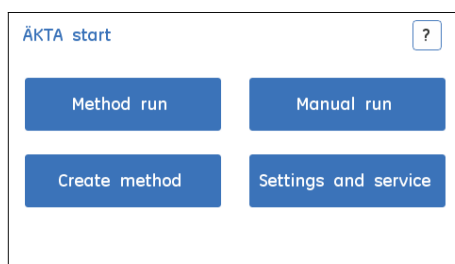 ÄKTA start
?
Method run
Manual run
Create method
Settings and service